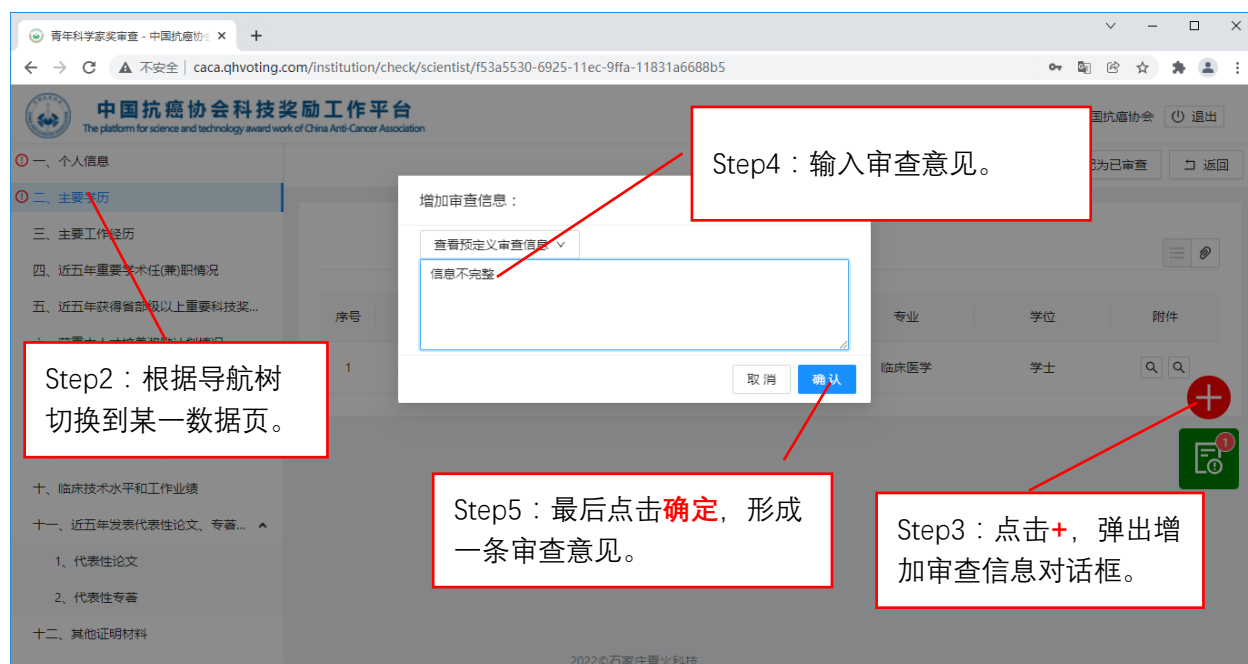 青年科学家奖审查 - 中国抗癌协会
不安全 | caca.qhvoting.com/institution/check/scientist/f53a5530-6925-11ec-9ffa-11831a6688b5
中国抗癌协会科技奖励工作平台
The platform for science and technology award work of China Anti-Cancer Association
国抗癌协会 退出
一、个人信息
为已审查 返回
二、主要学历
三、主要工作经历
四、近五年重要学术任(兼)职情况
五、近五年获得省部级以上重要科技奖...
增加审查信息：
查看预定义审查信息
信息不完整
取 消 确 认
Step4：输入审查意见。
序号 专业 学位 附件
1 临床医学 学士
Step2：根据导航树
切换到某一数据页。
1
十、临床技术水平和工作业绩
十一、近五年发表代表性论文、专著...
1、代表性论文
2、代表性专著
十二、其他证明材料
Step5：最后点击确定，形成
一条审查意见。
Step3：点击+，弹出增
加审查信息对话框。
2022©石家庄青火科技